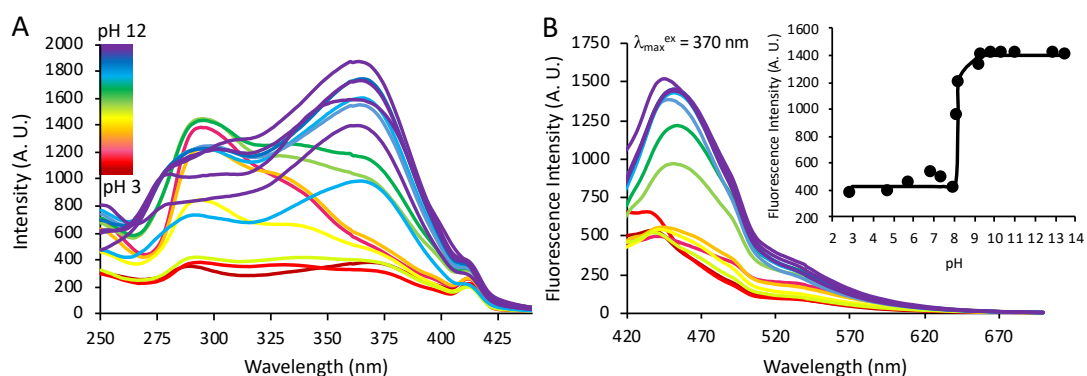 A
pH 12
pH 3
Intensity (A. U.)
2000
1800
1600
1400
1200
1000
800
600
400
200
0
250 275 300 325 350 375 400 425
Wavelength (nm)
B
λmax^ex = 370 nm
Fluorescence Intensity (A. U.)
1750
1500
1250
1000
750
500
250
0
420 470 520 570 620 670
Wavelength (nm)
Fluorescence Intensity (A. U.)
1600
1400
1200
1000
800
600
400
200
2 3 4 5 6 7 8 9 10 11 12 13 14
pH